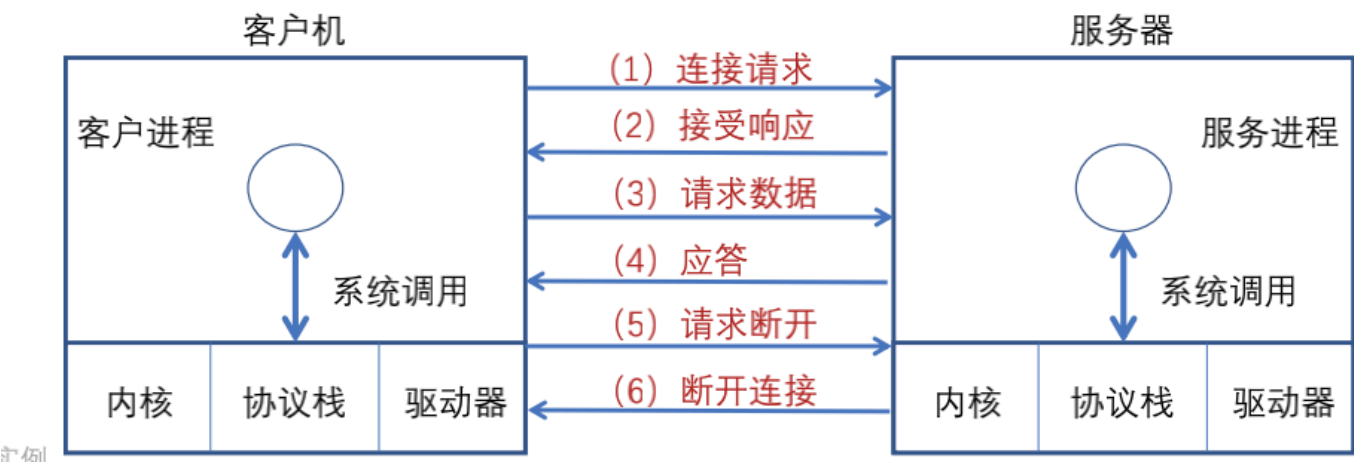 客户机
服务器
(1) 连接请求
客户进程
(2) 接受响应
服务进程
(3) 请求数据
(4) 应答
系统调用
系统调用
(5) 请求断开
内核
协议栈
驱动器
(6) 断开连接
内核
协议栈
驱动器
实例